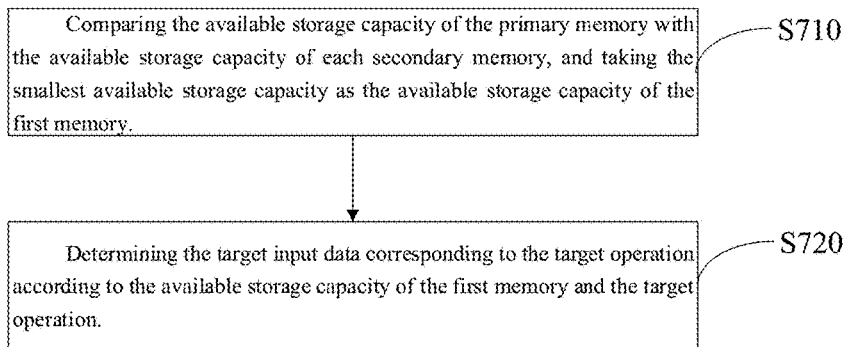 Comparing the available storage capacity of the primary memory with
the available storage capacity of each secondary memory, and taking the
smallest available storage capacity as the available storage capacity of the
first memory.
S710
Determining the target input data corresponding to the target operation
according to the available storage capacity of the first memory and the target
operation.
S720